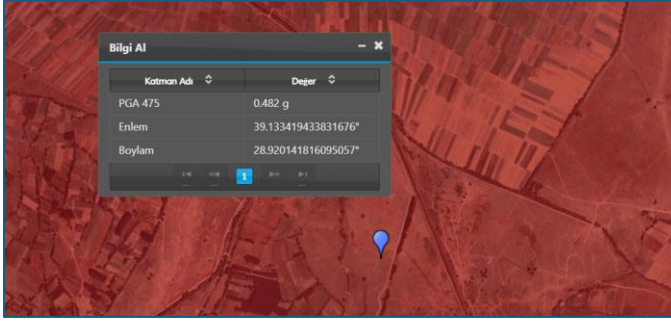 Bilgi Al
Katman Adı Değer
PGA 475 0.482 g
Enlem 39.133419433831676°
Boylam 28.920141816095057°
1